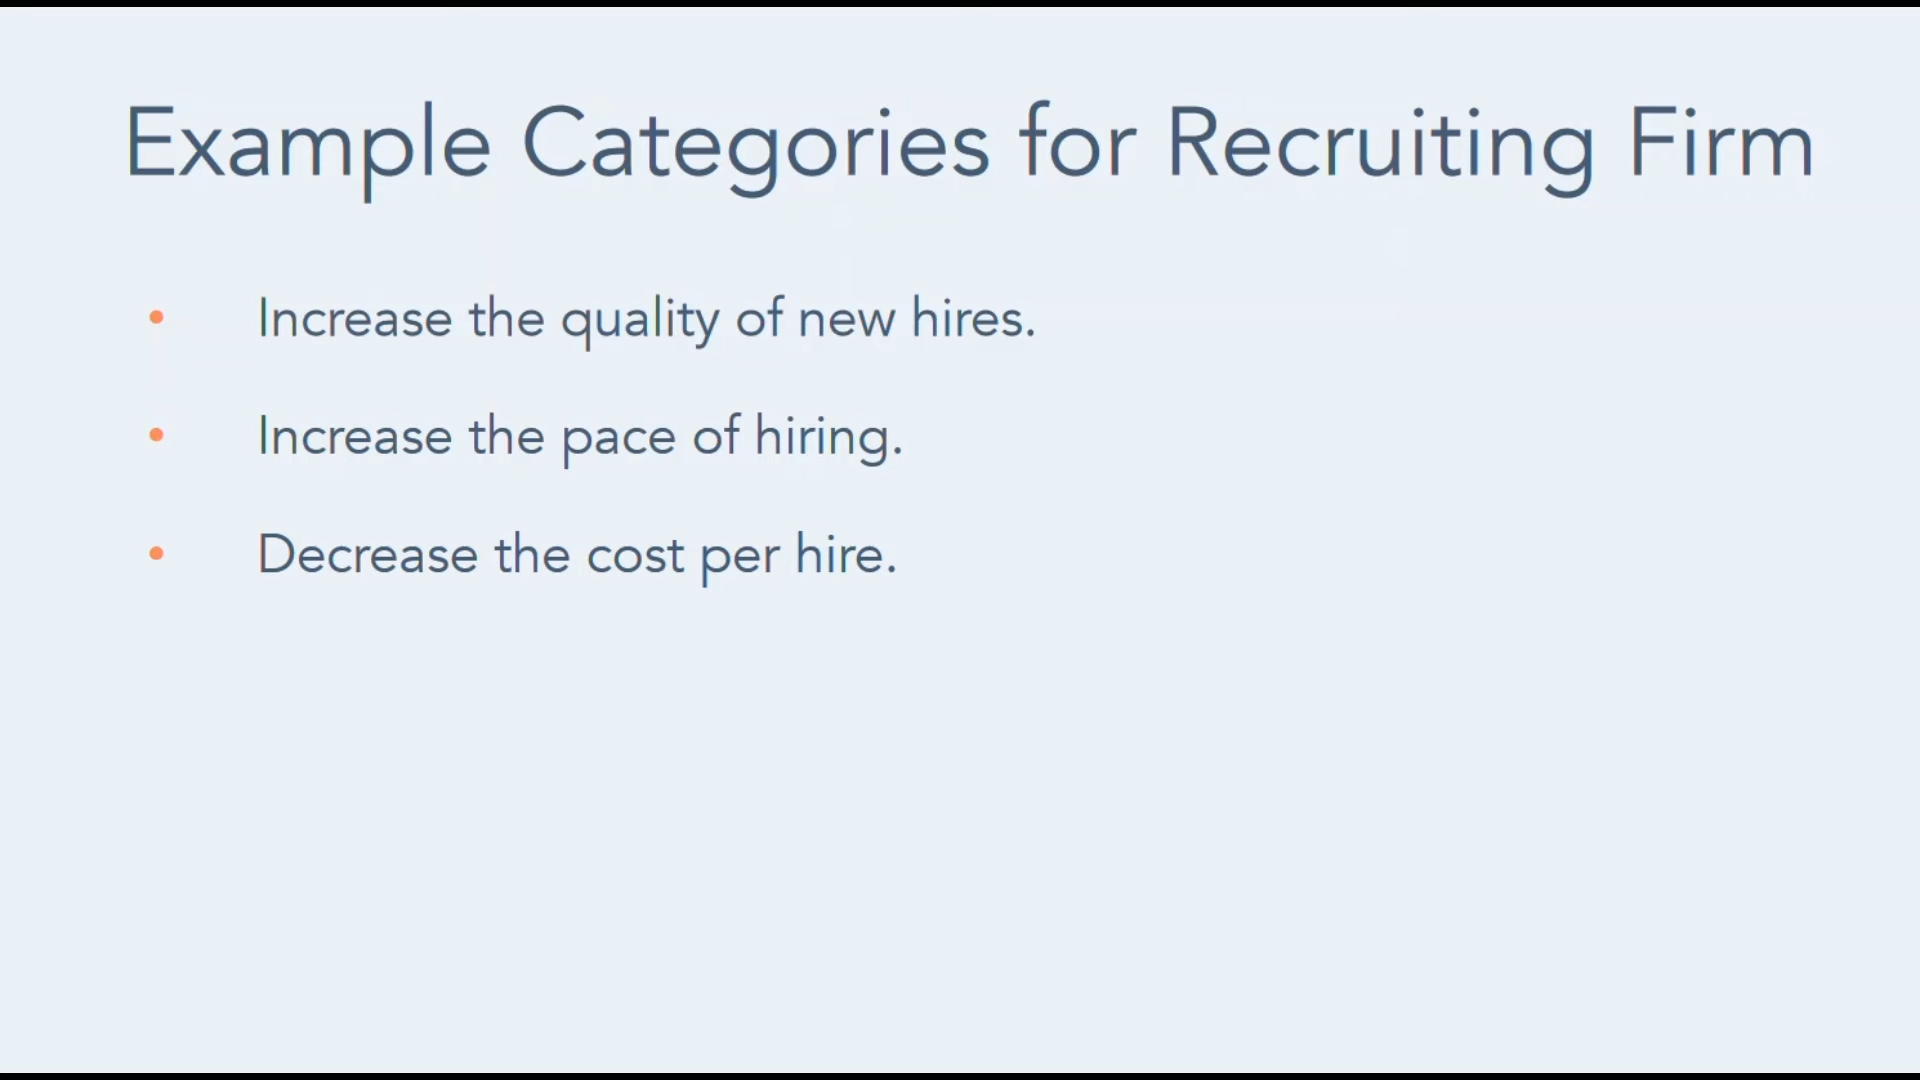 Example Categories for Recruiting Firm
• Increase the quality of new hires.
• Increase the pace of hiring.
• Decrease the cost per hire.